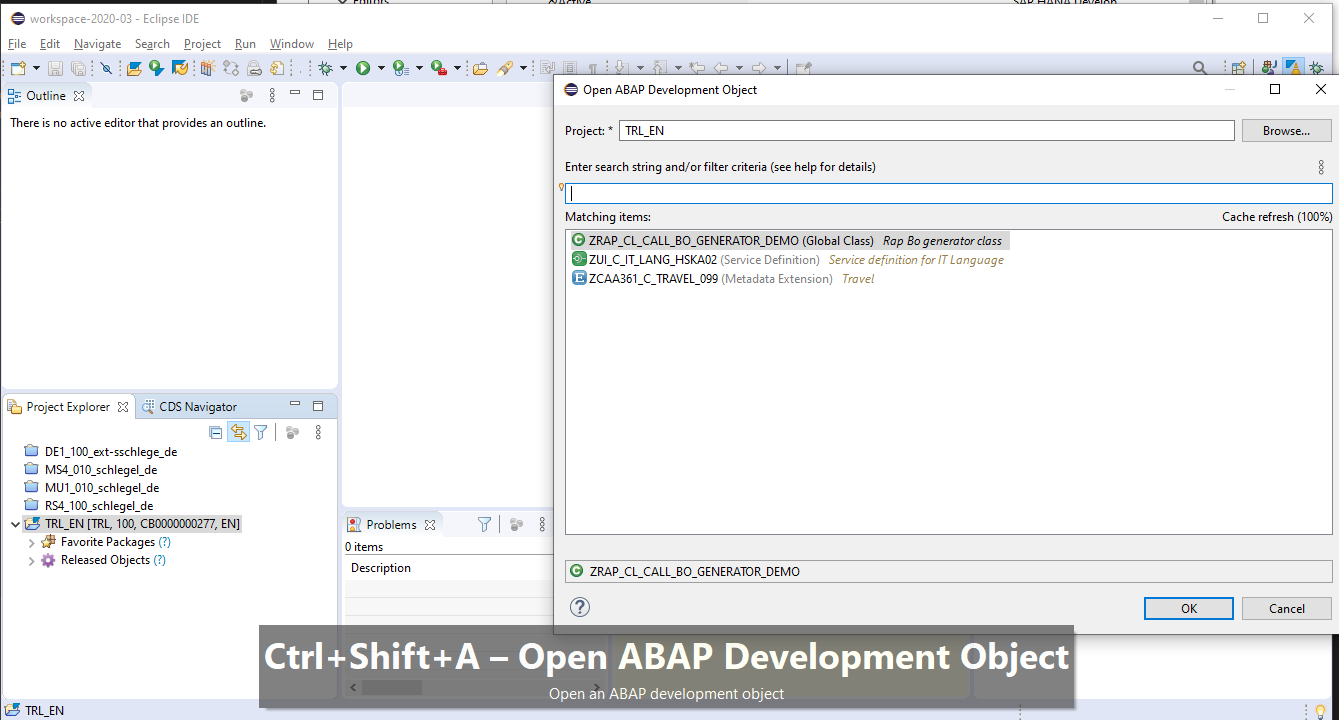 Editors
Active
SAP HANA Develop
workspace-2020-03 - Eclipse IDE
File Edit Navigate Search Project Run Window Help
Outline
There is no active editor that provides an outline.
Open ABAP Development Object
Project: * TRL_EN Browse...
Enter search string and/or filter criteria (see help for details)
Matching items: Cache refresh (100%)
ZRAP_CL_CALL_BO_GENERATOR_DEMO (Global Class) Rap Bo generator class
ZUI_C_IT_LANG_HSKA02 (Service Definition) Service definition for IT Language
ZCAA361_C_TRAVEL_099 (Metadata Extension) Travel
ZRAP_CL_CALL_BO_GENERATOR_DEMO
OK Cancel
Project Explorer CDS Navigator
DE1_100_ext-sschlege_de
MS4_010_schlegel_de
MU1_010_schlegel_de
RS4_100_schlegel_de
TRL_EN [TRL, 100, CB0000000277, EN]
Favorite Packages (?)
Released Objects (?)
Problems
0 items
Description
Ctrl+Shift+A – Open ABAP Development Object
Open an ABAP development object
TRL_EN